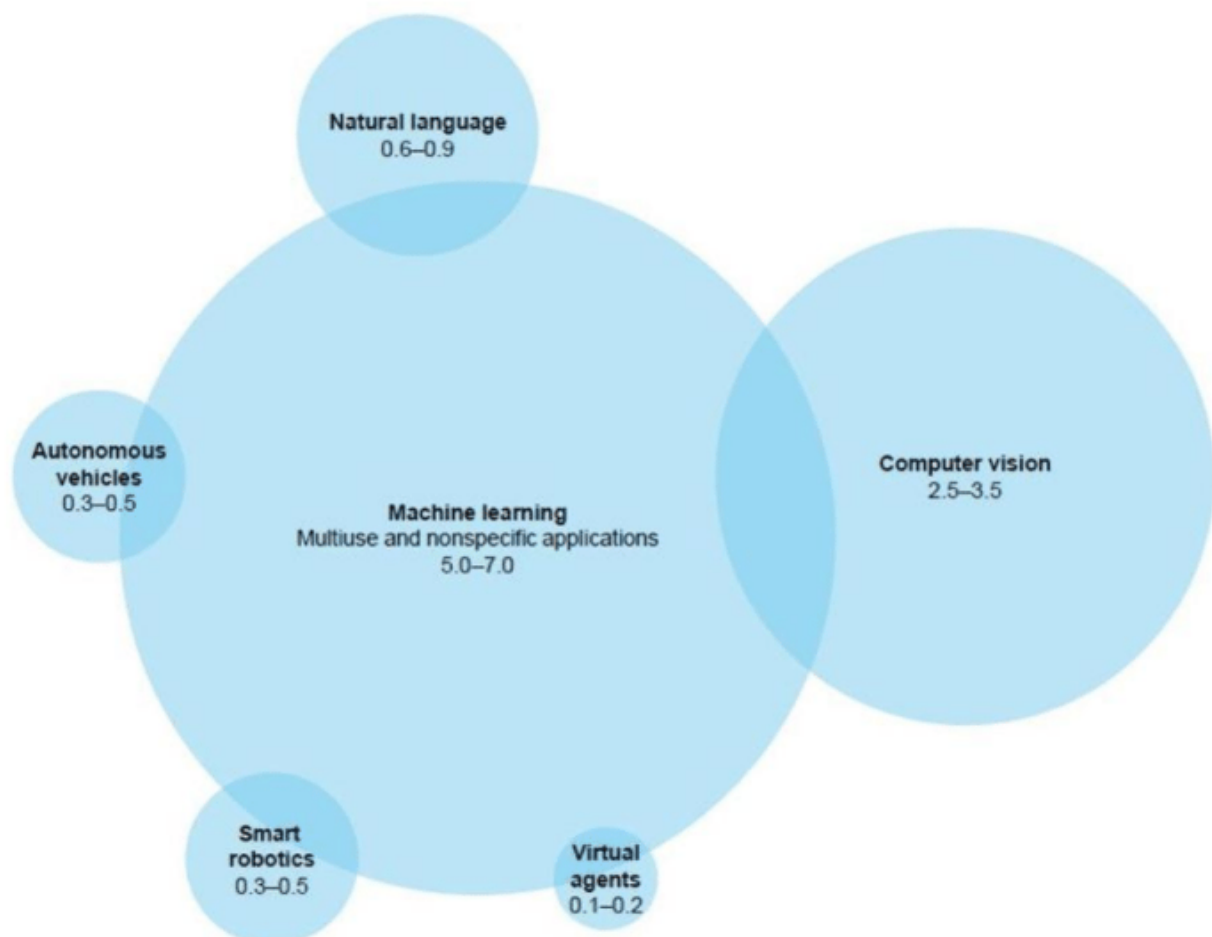 Natural language
0.6–0.9
Autonomous
vehicles
0.3–0.5
Machine learning
Multiuse and nonspecific applications
5.0–7.0
Computer vision
2.5–3.5
Smart
robotics
0.3–0.5
Virtual
agents
0.1–0.2